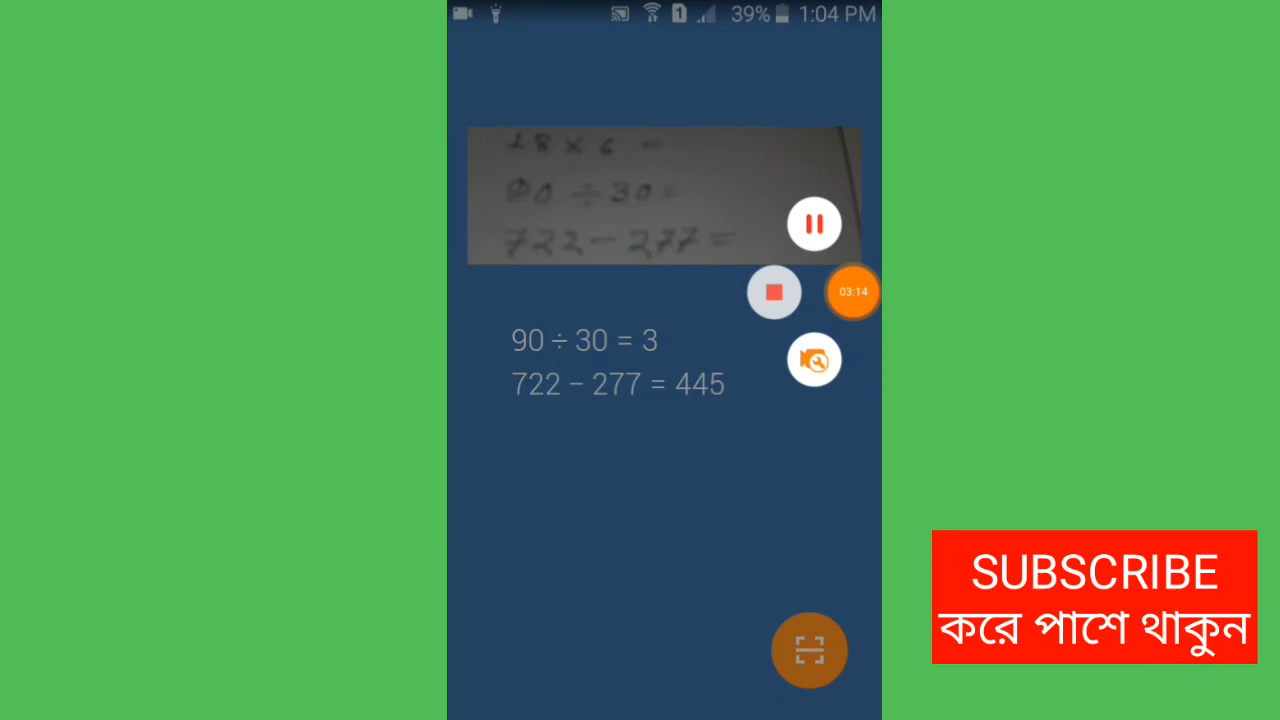 39% 1:04 PM
18 × 6 =
90 ÷ 30 =
722 - 277 =
03:14
90 ÷ 30 = 3
722 − 277 = 445
SUBSCRIBE
করে পাশে থাকুন